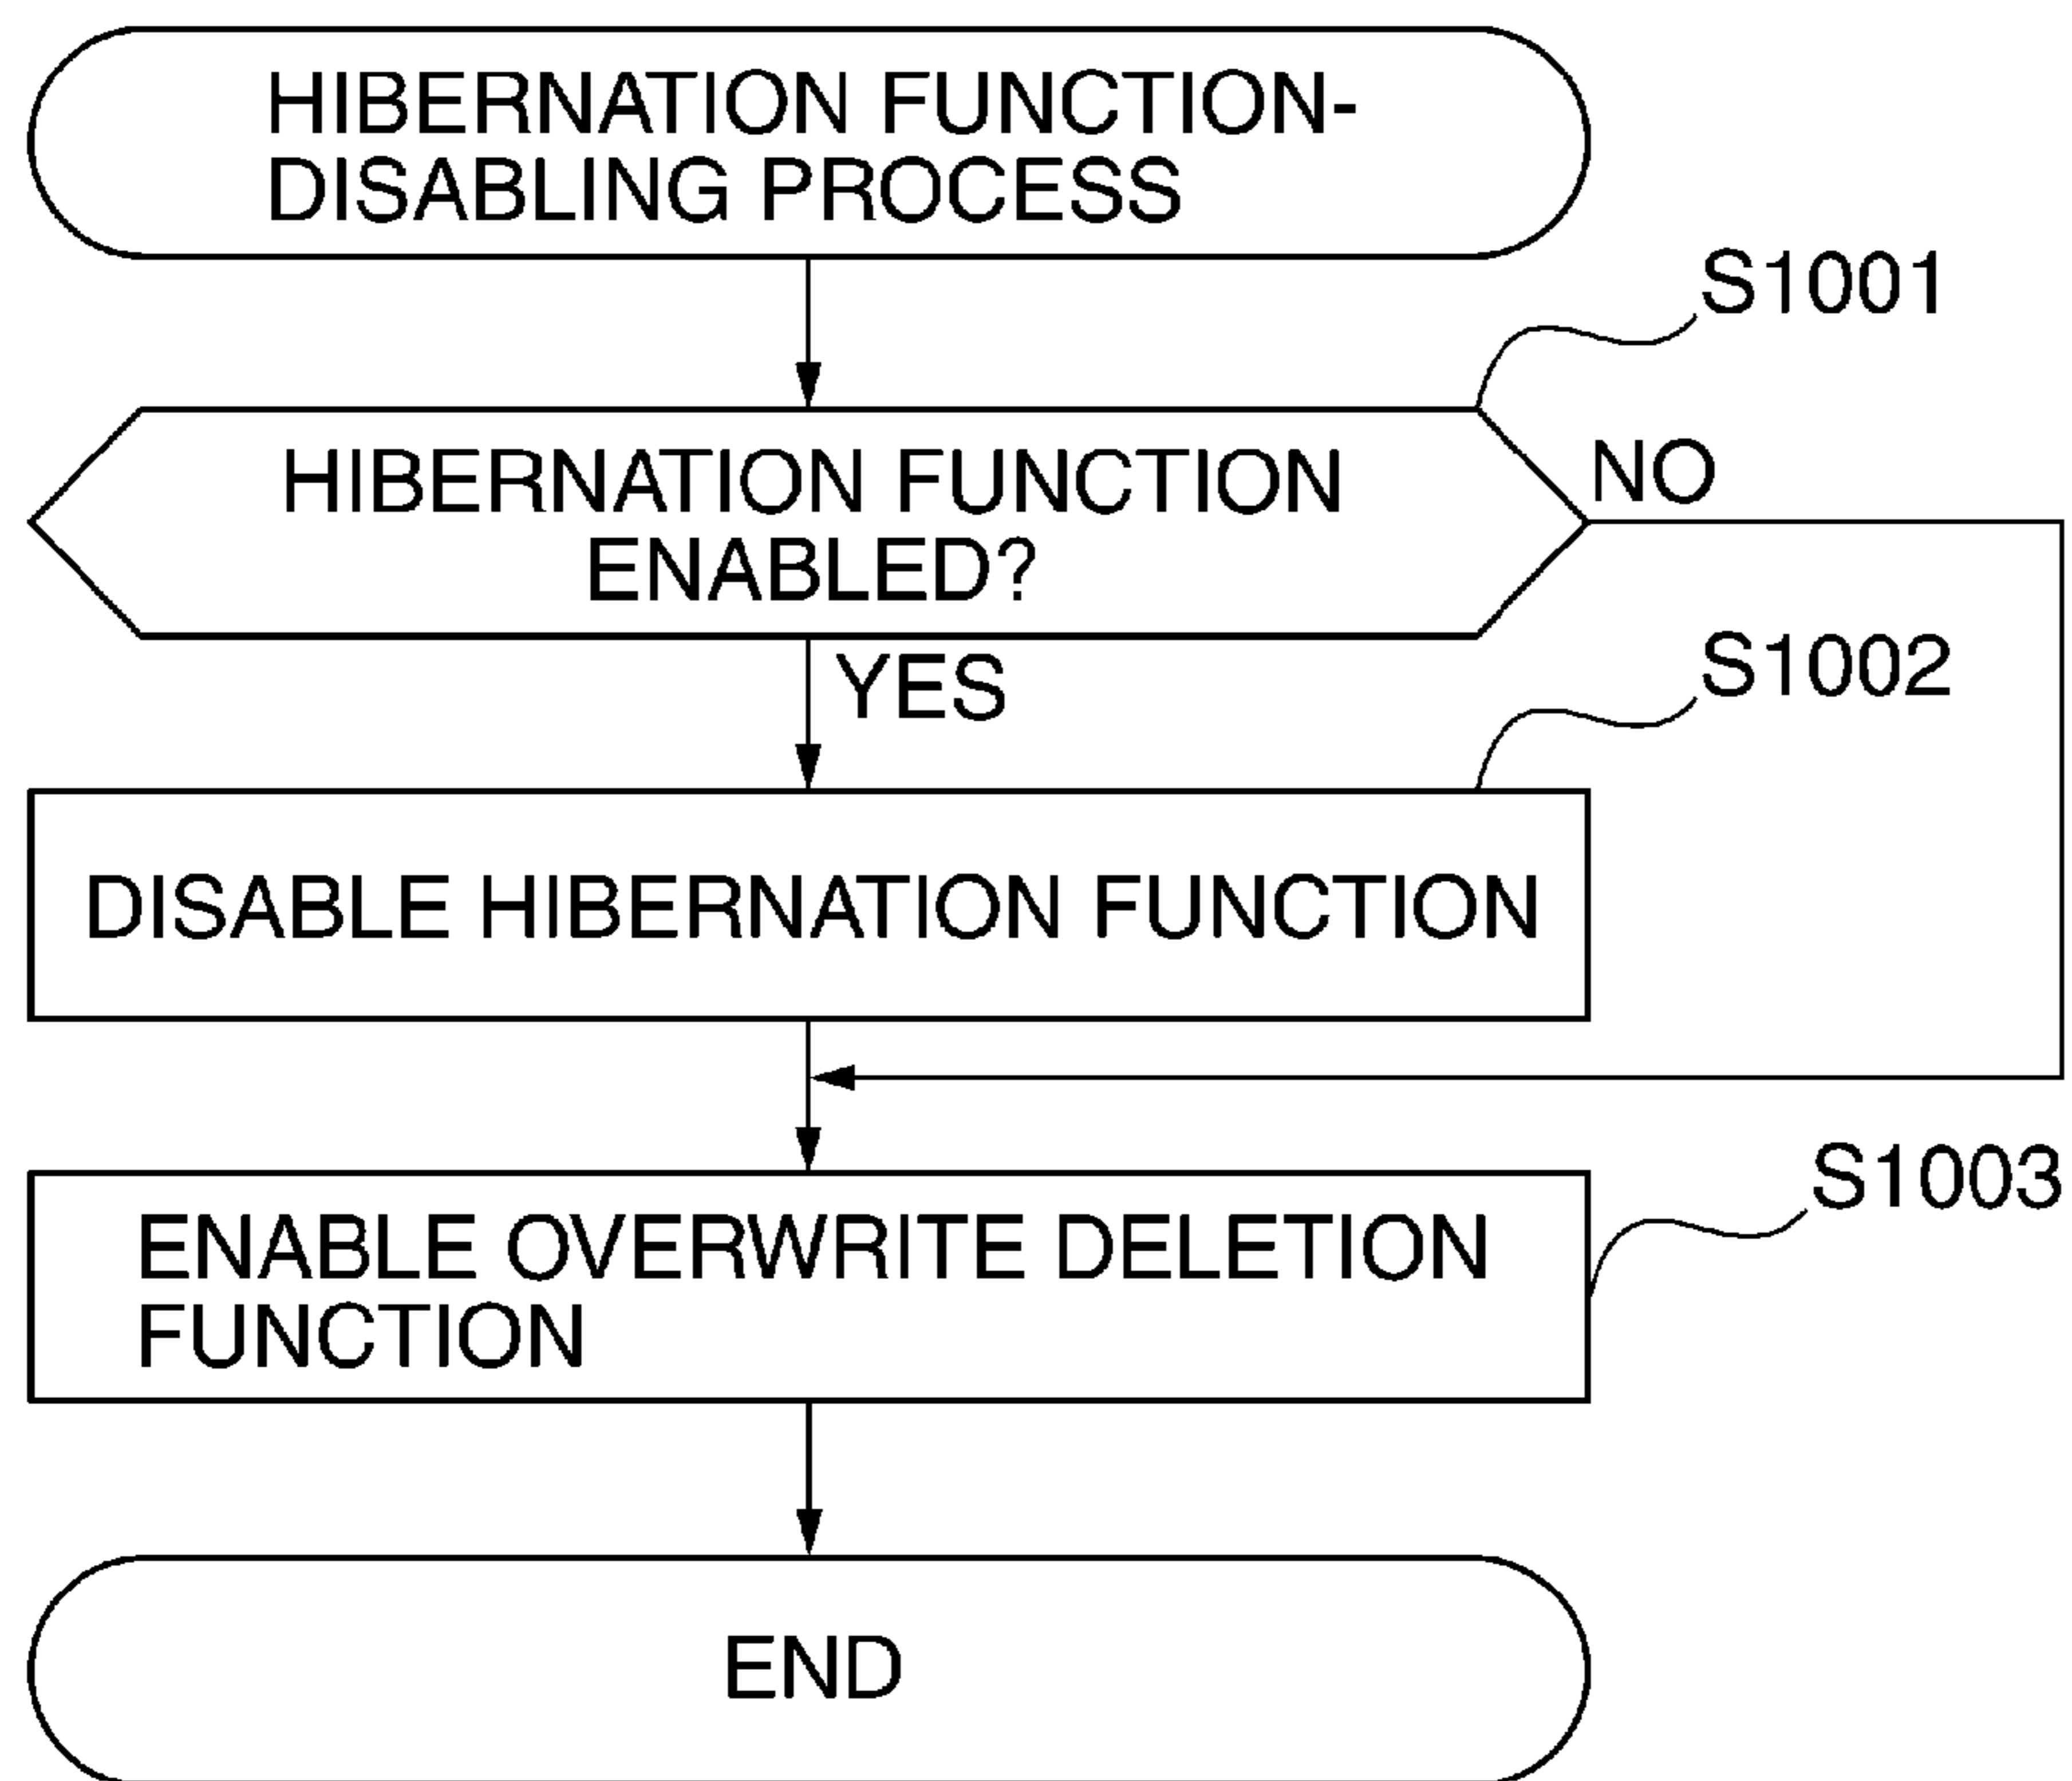 HIBERNATION FUNCTION-
DISABLING PROCESS
S1001
HIBERNATION FUNCTION
ENABLED?
NO
YES
S1002
DISABLE HIBERNATION FUNCTION
S1003
ENABLE OVERWRITE DELETION
FUNCTION
END